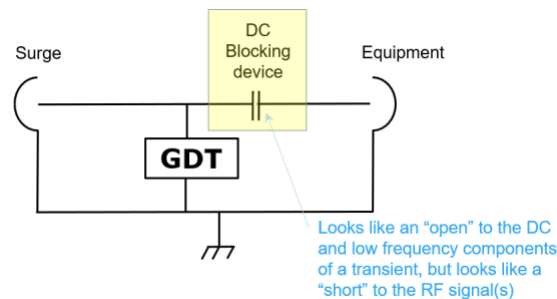 DC
Blocking
device
Surge
Equipment
GDT
Looks like an “open” to the DC
and low frequency components
of a transient, but looks like a
“short” to the RF signal(s)